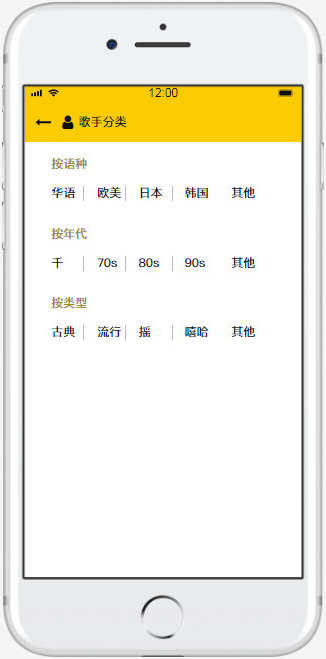 12:00
歌手分类
按语种
华语 欧美 日本 韩国 其他
按年代
千 70s 80s 90s 其他
按类型
古典 流行 摇 嘻哈 其他